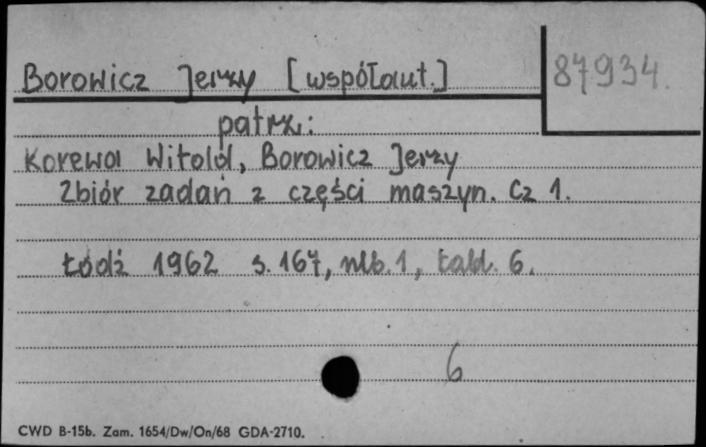 Borowicz Jerzy [współaut.] 87934.
patrz:
Korewa Witold, Borowicz Jerzy
Zbiór zadań z części maszyn. Cz 1.
Łódź 1962 s. 167, nlb. 1, tabl. 6.
6
CWD B-15b. Zam. 1654/Dw/On/68 GDA-2710.